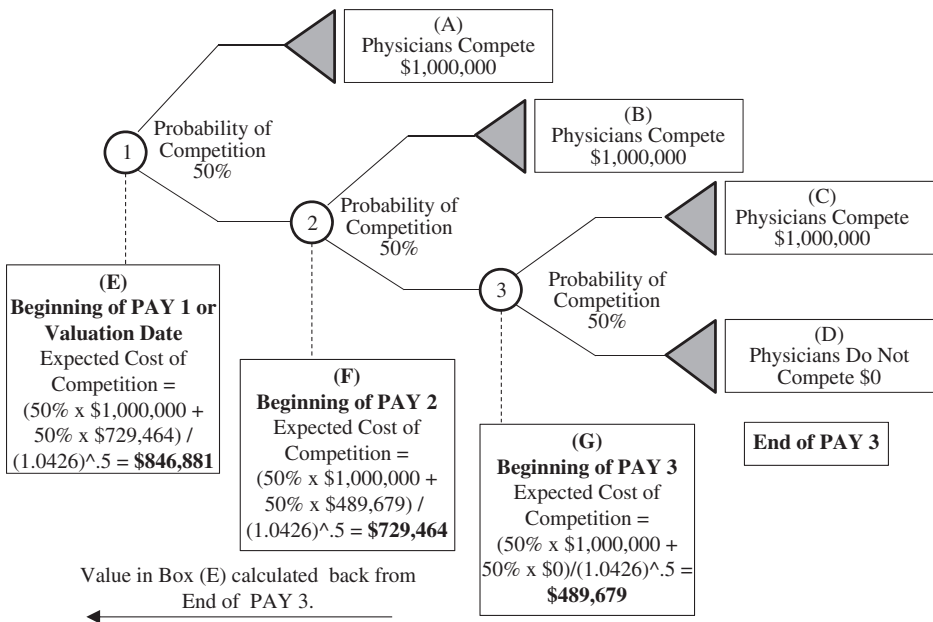 (A)
Physicians Compete
$1,000,000
(B)
Physicians Compete
$1,000,000
1
Probability of
Competition
50%
(C)
Physicians Compete
$1,000,000
2
Probability of
Competition
50%
3
Probability of
Competition
50%
(D)
Physicians Do Not
Compete $0
(E)
Beginning of PAY 1 or
Valuation Date
Expected Cost of
Competition =
(50% x $1,000,000 +
50% x $729,464) /
(1.0426)^.5 = $846,881
(F)
Beginning of PAY 2
Expected Cost of
Competition =
(50% x $1,000,000 +
50% x $489,679) /
(1.0426)^.5 = $729,464
(G)
Beginning of PAY 3
Expected Cost of
Competition =
(50% x $1,000,000 +
50% x $0)/(1.0426)^.5 =
$489,679
End of PAY 3
Value in Box (E) calculated back from
End of PAY 3.